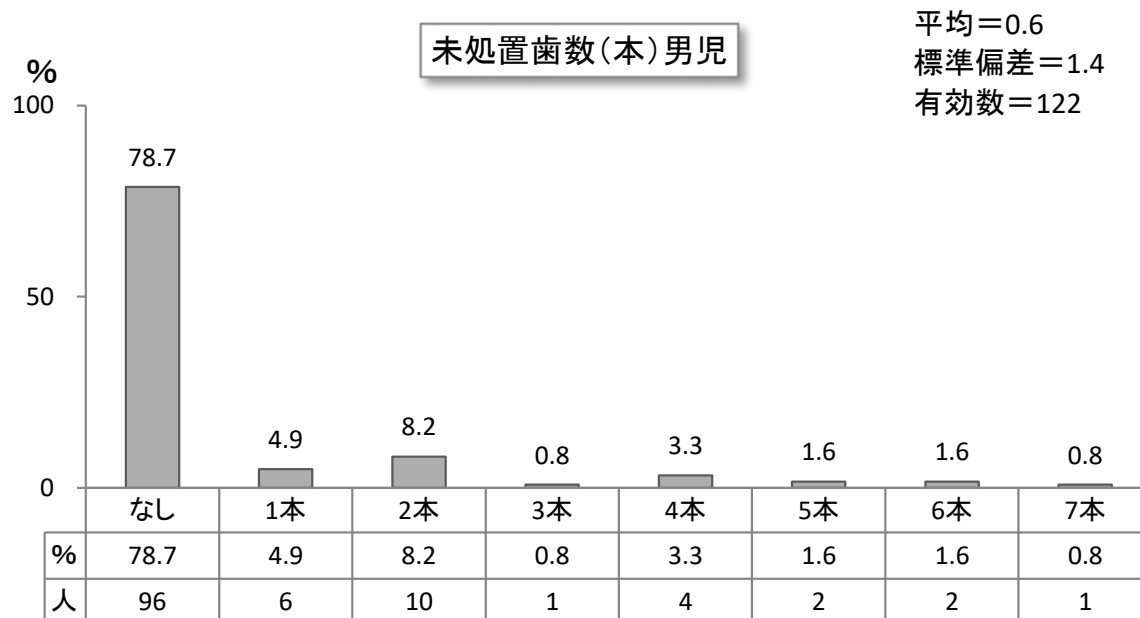 未処置歯数(本)男児
平均=0.6
標準偏差=1.4
有効数=122
%
100
50
0
78.7
4.9
8.2
0.8
3.3
1.6
1.6
0.8
なし 1本 2本 3本 4本 5本 6本 7本
% 78.7 4.9 8.2 0.8 3.3 1.6 1.6 0.8
人 96 6 10 1 4 2 2 1